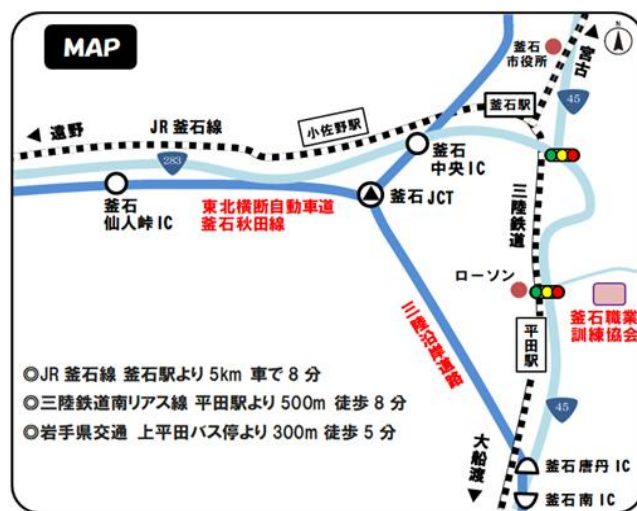 MAP
N
釜石
市役所
宮古
45
遠野
JR 釜石線
小佐野駅
釜石駅
283
釜石
中央IC
釜石
仙人峠IC
東北横断自動車道
釜石秋田線
釜石 JCT
三陸鉄道
ローソン
釜石職業
訓練協会
三陸沿岸道路
平田駅
◎JR 釜石線 釜石駅より 5km 車で 8 分
◎三陸鉄道南リアス線 平田駅より 500m 徒歩 8 分
◎岩手県交通 上平田バス停より 300m 徒歩 5 分
45
大船渡
釜石唐丹 IC
釜石南 IC